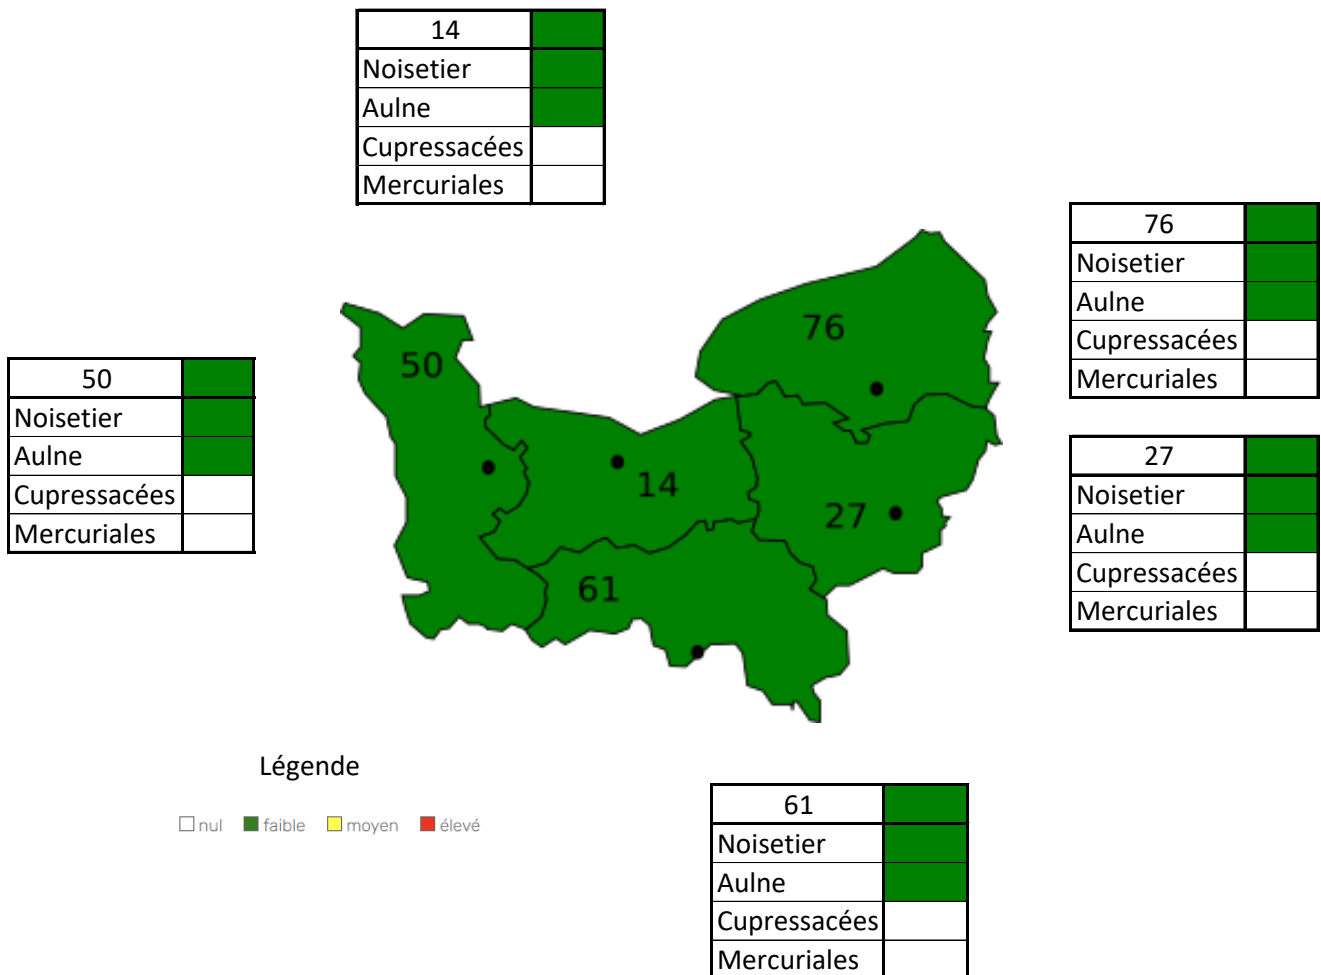 14
Noisetier
Aulne
Cupressacées
Mercuriales
76
Noisetier
Aulne
Cupressacées
Mercuriales
76
50
50
Noisetier
Aulne
Cupressacées
Mercuriales
14
27
27
Noisetier
Aulne
Cupressacées
Mercuriales
61
Légende
nul faible moyen élevé
61
Noisetier
Aulne
Cupressacées
Mercuriales